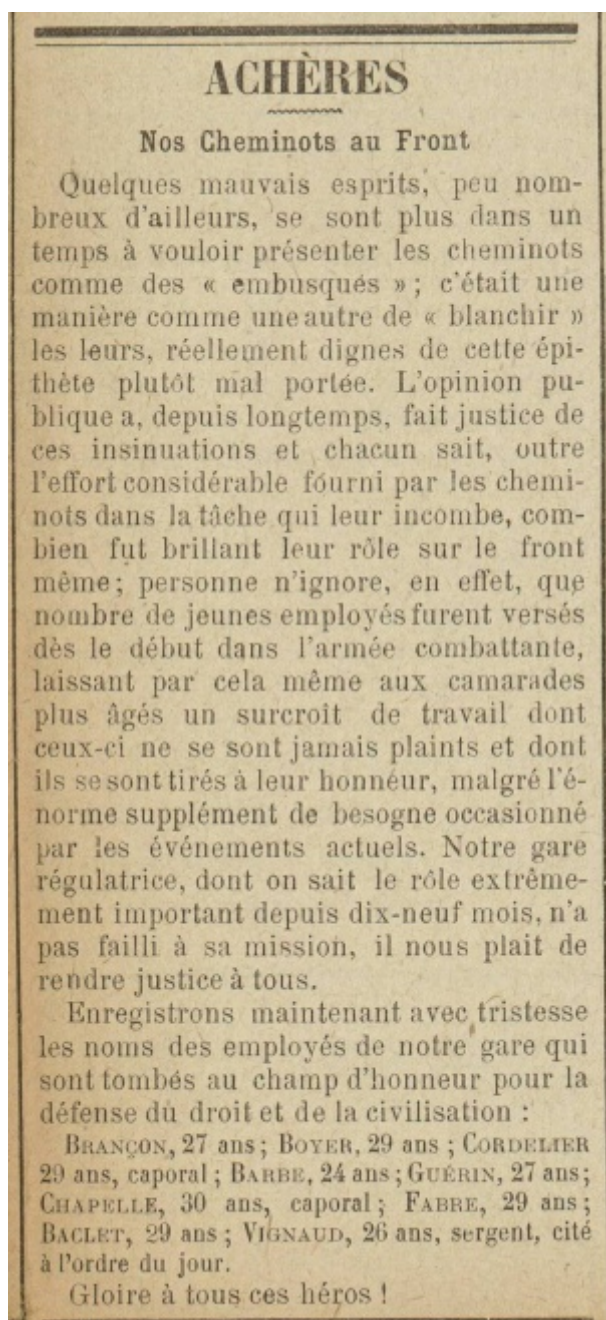 ACHÈRES
Nos Cheminots au Front
Quelques mauvais esprits, peu nom-
breux d'ailleurs, se sont plus dans un
temps à vouloir présenter les cheminots
comme des « embusqués » ; c'était une
manière comme une autre de « blanchir »
les leurs, réellement dignes de cette épi-
thète plutôt mal portée. L'opinion pu-
blique a, depuis longtemps, fait justice de
ces insinuations et chacun sait, outre
l'effort considérable fourni par les chemi-
nots dans la tâche qui leur incombe, com-
bien fut brillant leur rôle sur le front
même; personne n'ignore, en effet, que
nombre de jeunes employés furent versés
dès le début dans l'armée combattante,
laissant par cela même aux camarades
plus âgés un surcroit de travail dont
ceux-ci ne se sont jamais plaints et dont
ils se sont tirés à leur honneur, malgré l'é-
norme supplément de besogne occasionné
par les événements actuels. Notre gare
régulatrice, dont on sait le rôle extrême-
ment important depuis dix-neuf mois, n'a
pas failli à sa mission, il nous plait de
rendre justice à tous.
Enregistrons maintenant avec tristesse
les noms des employés de notre gare qui
sont tombés au champ d'honneur pour la
défense du droit et de la civilisation :
BRANÇON, 27 ans; BOYER, 29 ans ; CORDELIER
29 ans, caporal ; BARBE, 24 ans; GUÉRIN, 27 ans;
CHAPELLE, 30 ans, caporal ; FABRE, 29 ans ;
BACLET, 29 ans ; VIGNAUD, 26 ans, sergent, cité
à l'ordre du jour.
Gloire à tous ces héros !